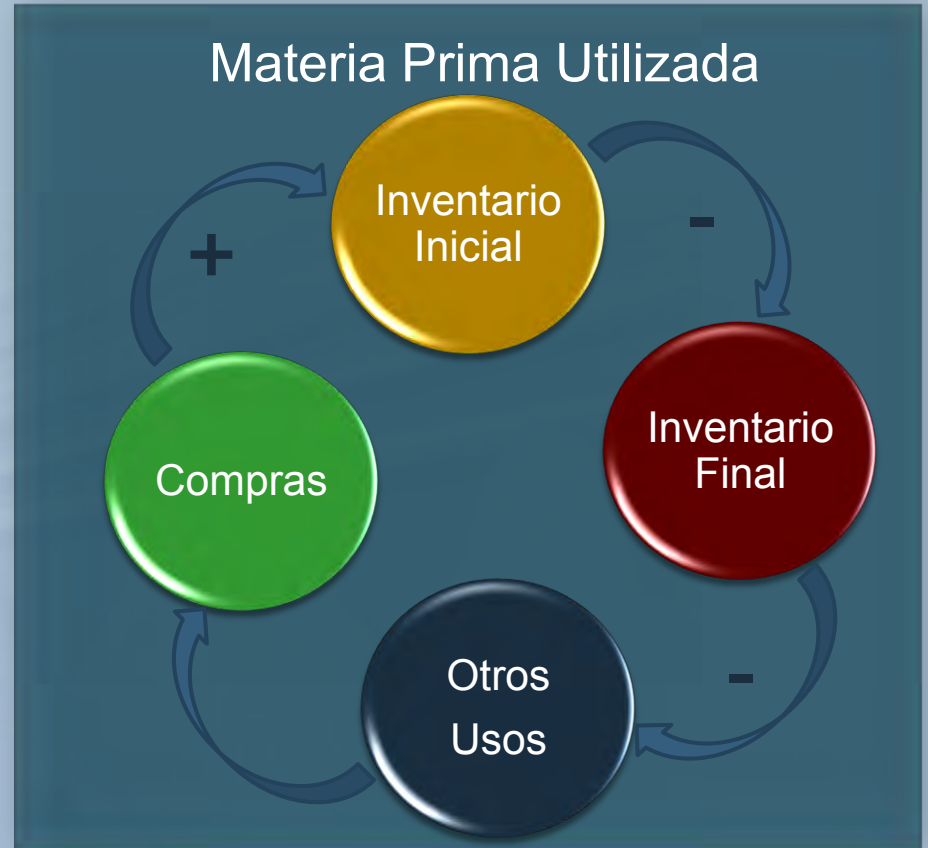 Materia Prima Utilizada
Inventario
Inicial
-
+
Inventario
Final
Compras
Otros
Usos
-